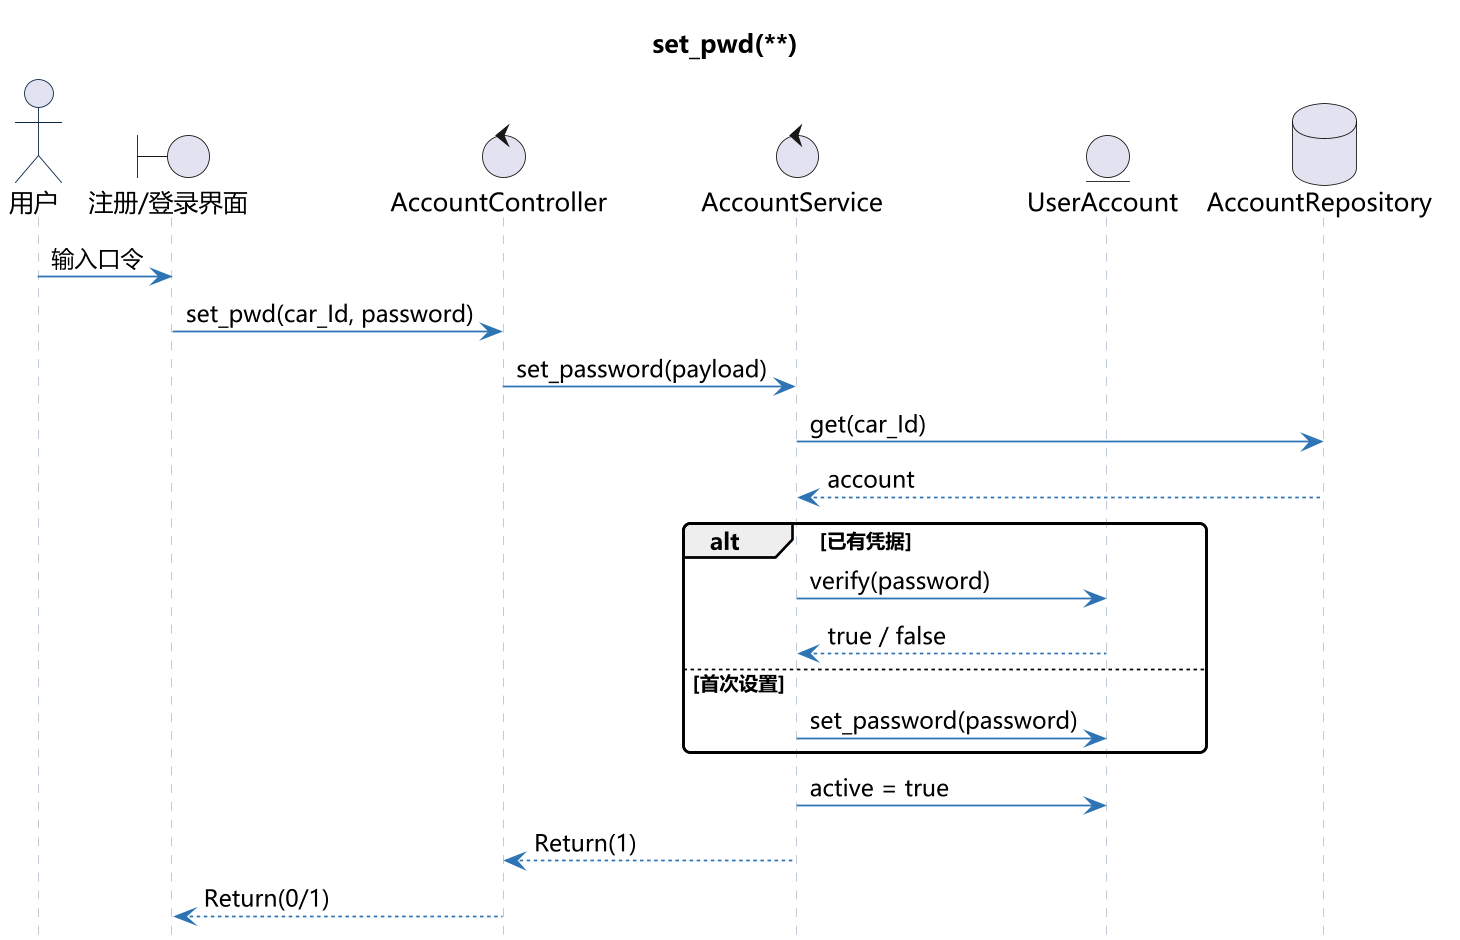 set_pwd(**)
用户
注册/登录界面
AccountController
AccountService
UserAccount
AccountRepository
输入口令
set_pwd(car_Id, password)
set_password(payload)
get(car_Id)
account
alt
[已有凭据]
verify(password)
true / false
[首次设置]
set_password(password)
active = true
Return(1)
Return(0/1)